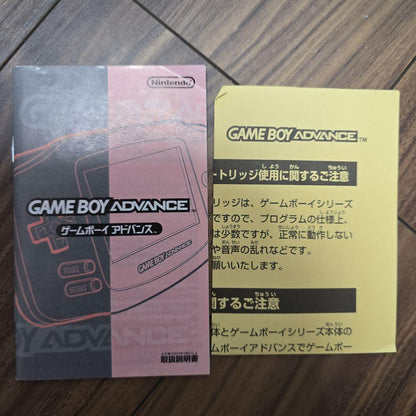 Nintendo
GAME BOY ADVANCE
ゲームボーイ アドバンス™
START
SELECT
GAME BOY ADVANCE
取扱説明書
GAME BOY ADVANCE™
ートリッジ使用に関するご注意
リッジは、ゲームボーイシリーズ
ですので、プログラムの仕様上、
は少数ですが、正常に動作しない
や音声の乱れなどです。
願いいたします。
するご注意
体とゲームボーイシリーズ本体の
ームボーイアドバンスでゲームボー